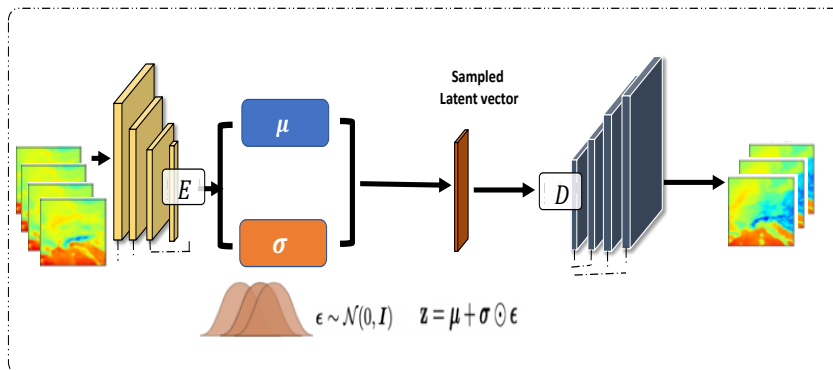 Sampled
Latent vector
μ
E
D
σ
ϵ ~ 𝒩(0, I)
z = μ + σ ⊙ ϵ